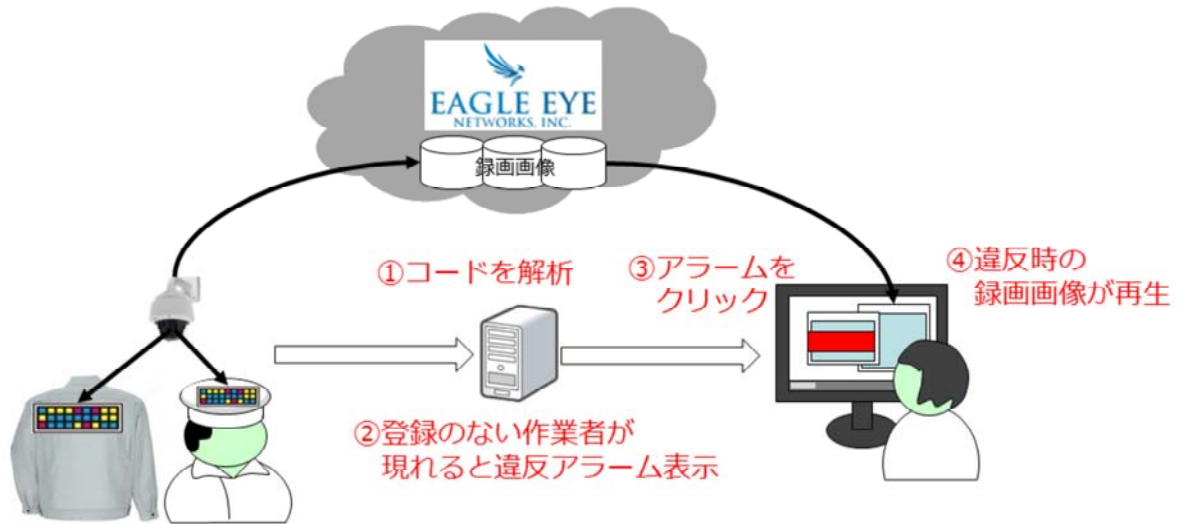 EAGLE EYE
NETWORKS, INC.
録画画像
①コードを解析
③アラームを
クリック
④違反時の
録画画像が再生
②登録のない作業者が
現れると違反アラーム表示